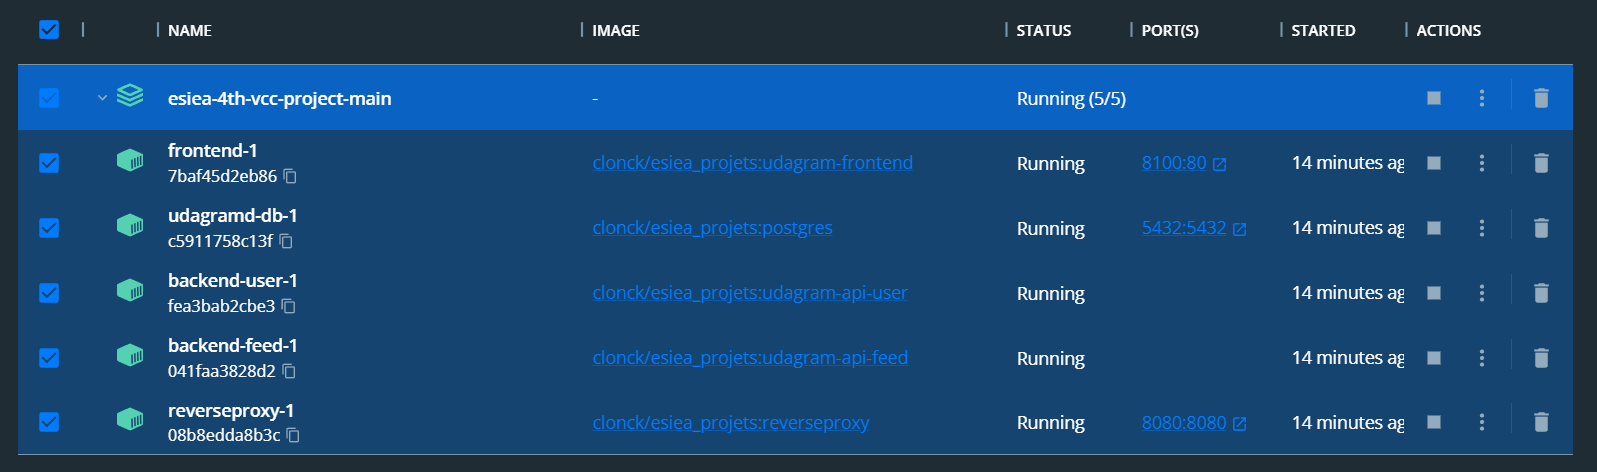 NAME IMAGE STATUS PORT(S) STARTED ACTIONS
esiea-4th-vcc-project-main - Running (5/5)
frontend-1
7baf45d2eb86 clonck/esiea_projets:udagram-frontend Running 8100:80 14 minutes ag
udagramd-db-1
c5911758c13f clonck/esiea_projets:postgres Running 5432:5432 14 minutes ag
backend-user-1
fea3bab2cbe3 clonck/esiea_projets:udagram-api-user Running 14 minutes ag
backend-feed-1
041faa3828d2 clonck/esiea_projets:udagram-api-feed Running 14 minutes ag
reverseproxy-1
08b8edda8b3c clonck/esiea_projets:reverseproxy Running 8080:8080 14 minutes ag